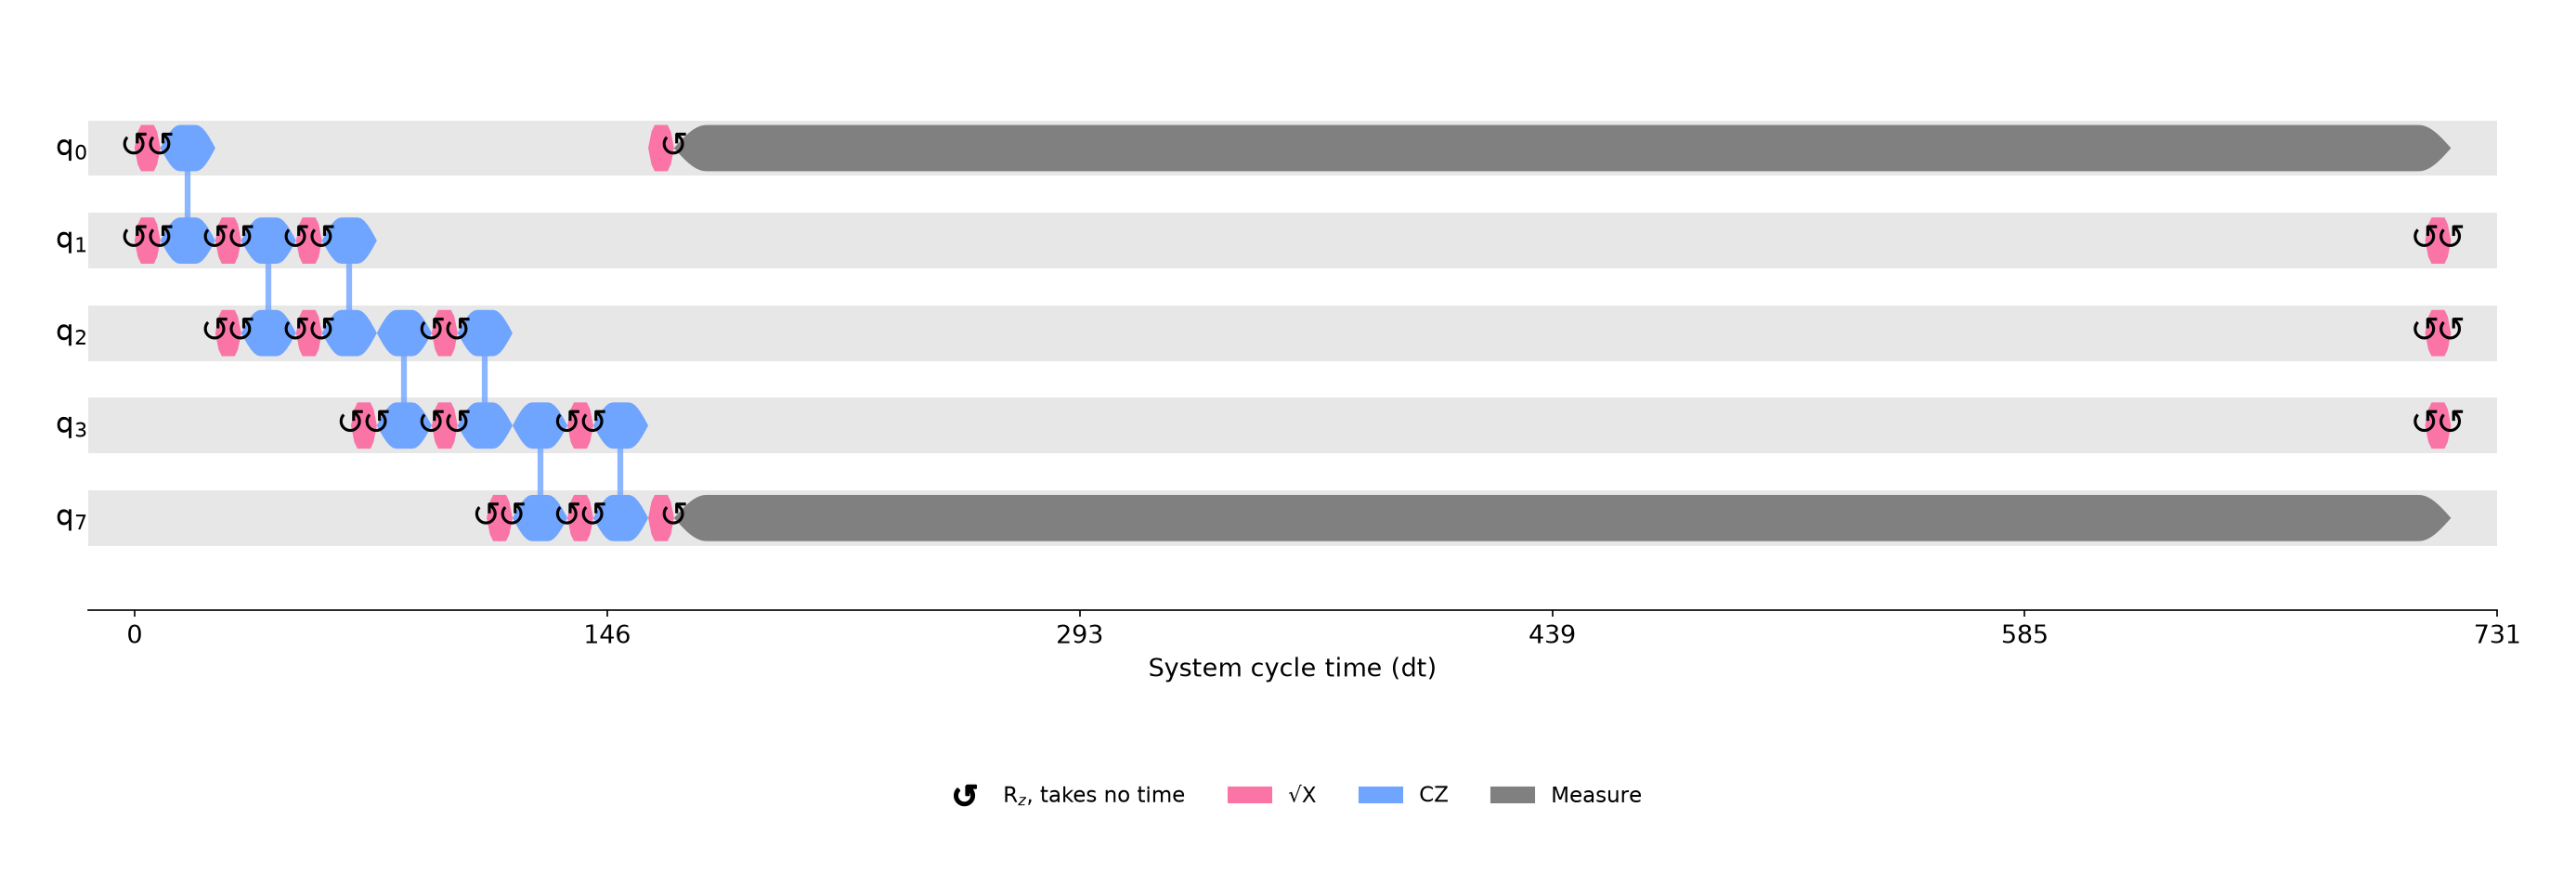 q0
q1
q2
q3
q7
0 146 293 439 585 731
System cycle time (dt)
↺ Rz, takes no time √X CZ Measure